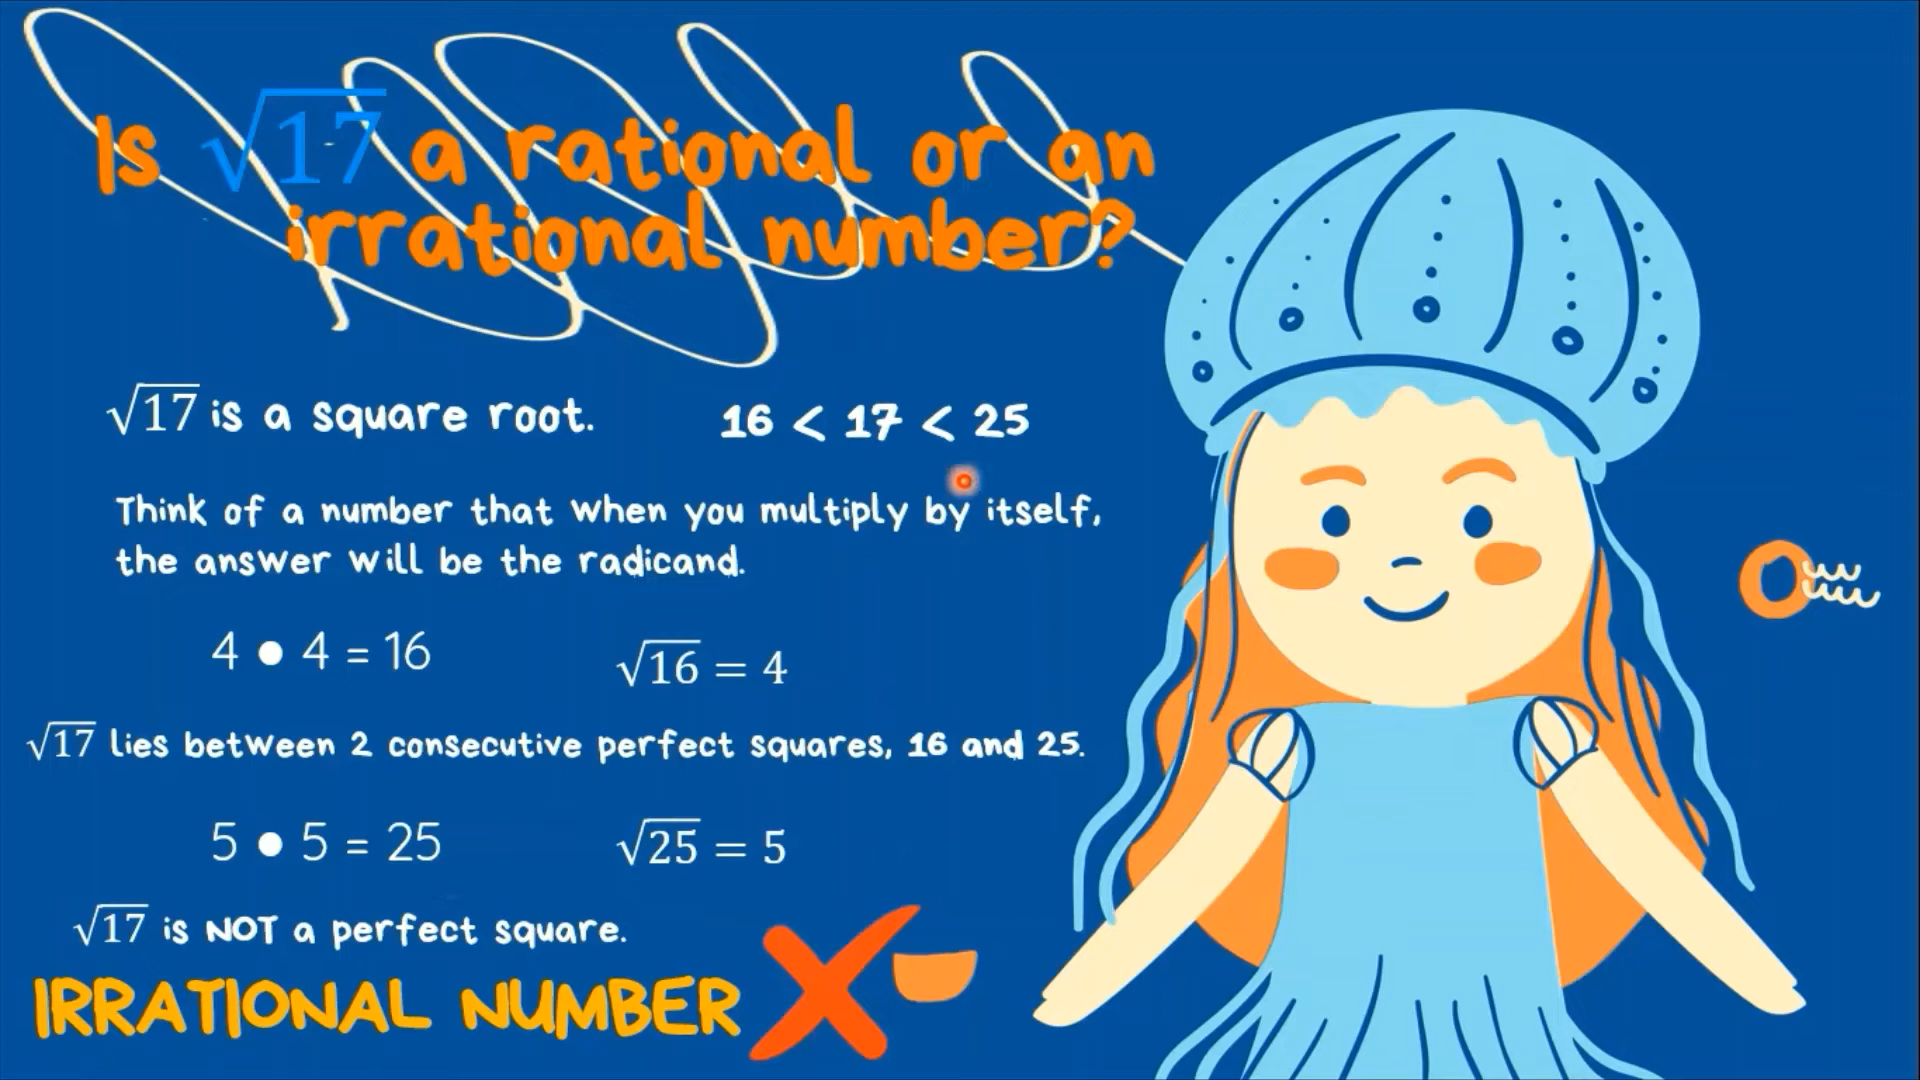 Is √17 a rational or an
irrational number?
√17 is a square root.
16 < 17 < 25
Think of a number that when you multiply by itself,
the answer will be the radicand.
4 • 4 = 16
√16 = 4
√17 lies between 2 consecutive perfect squares, 16 and 25.
5 • 5 = 25
√25 = 5
√17 is NOT a perfect square.
IRRATIONAL NUMBER